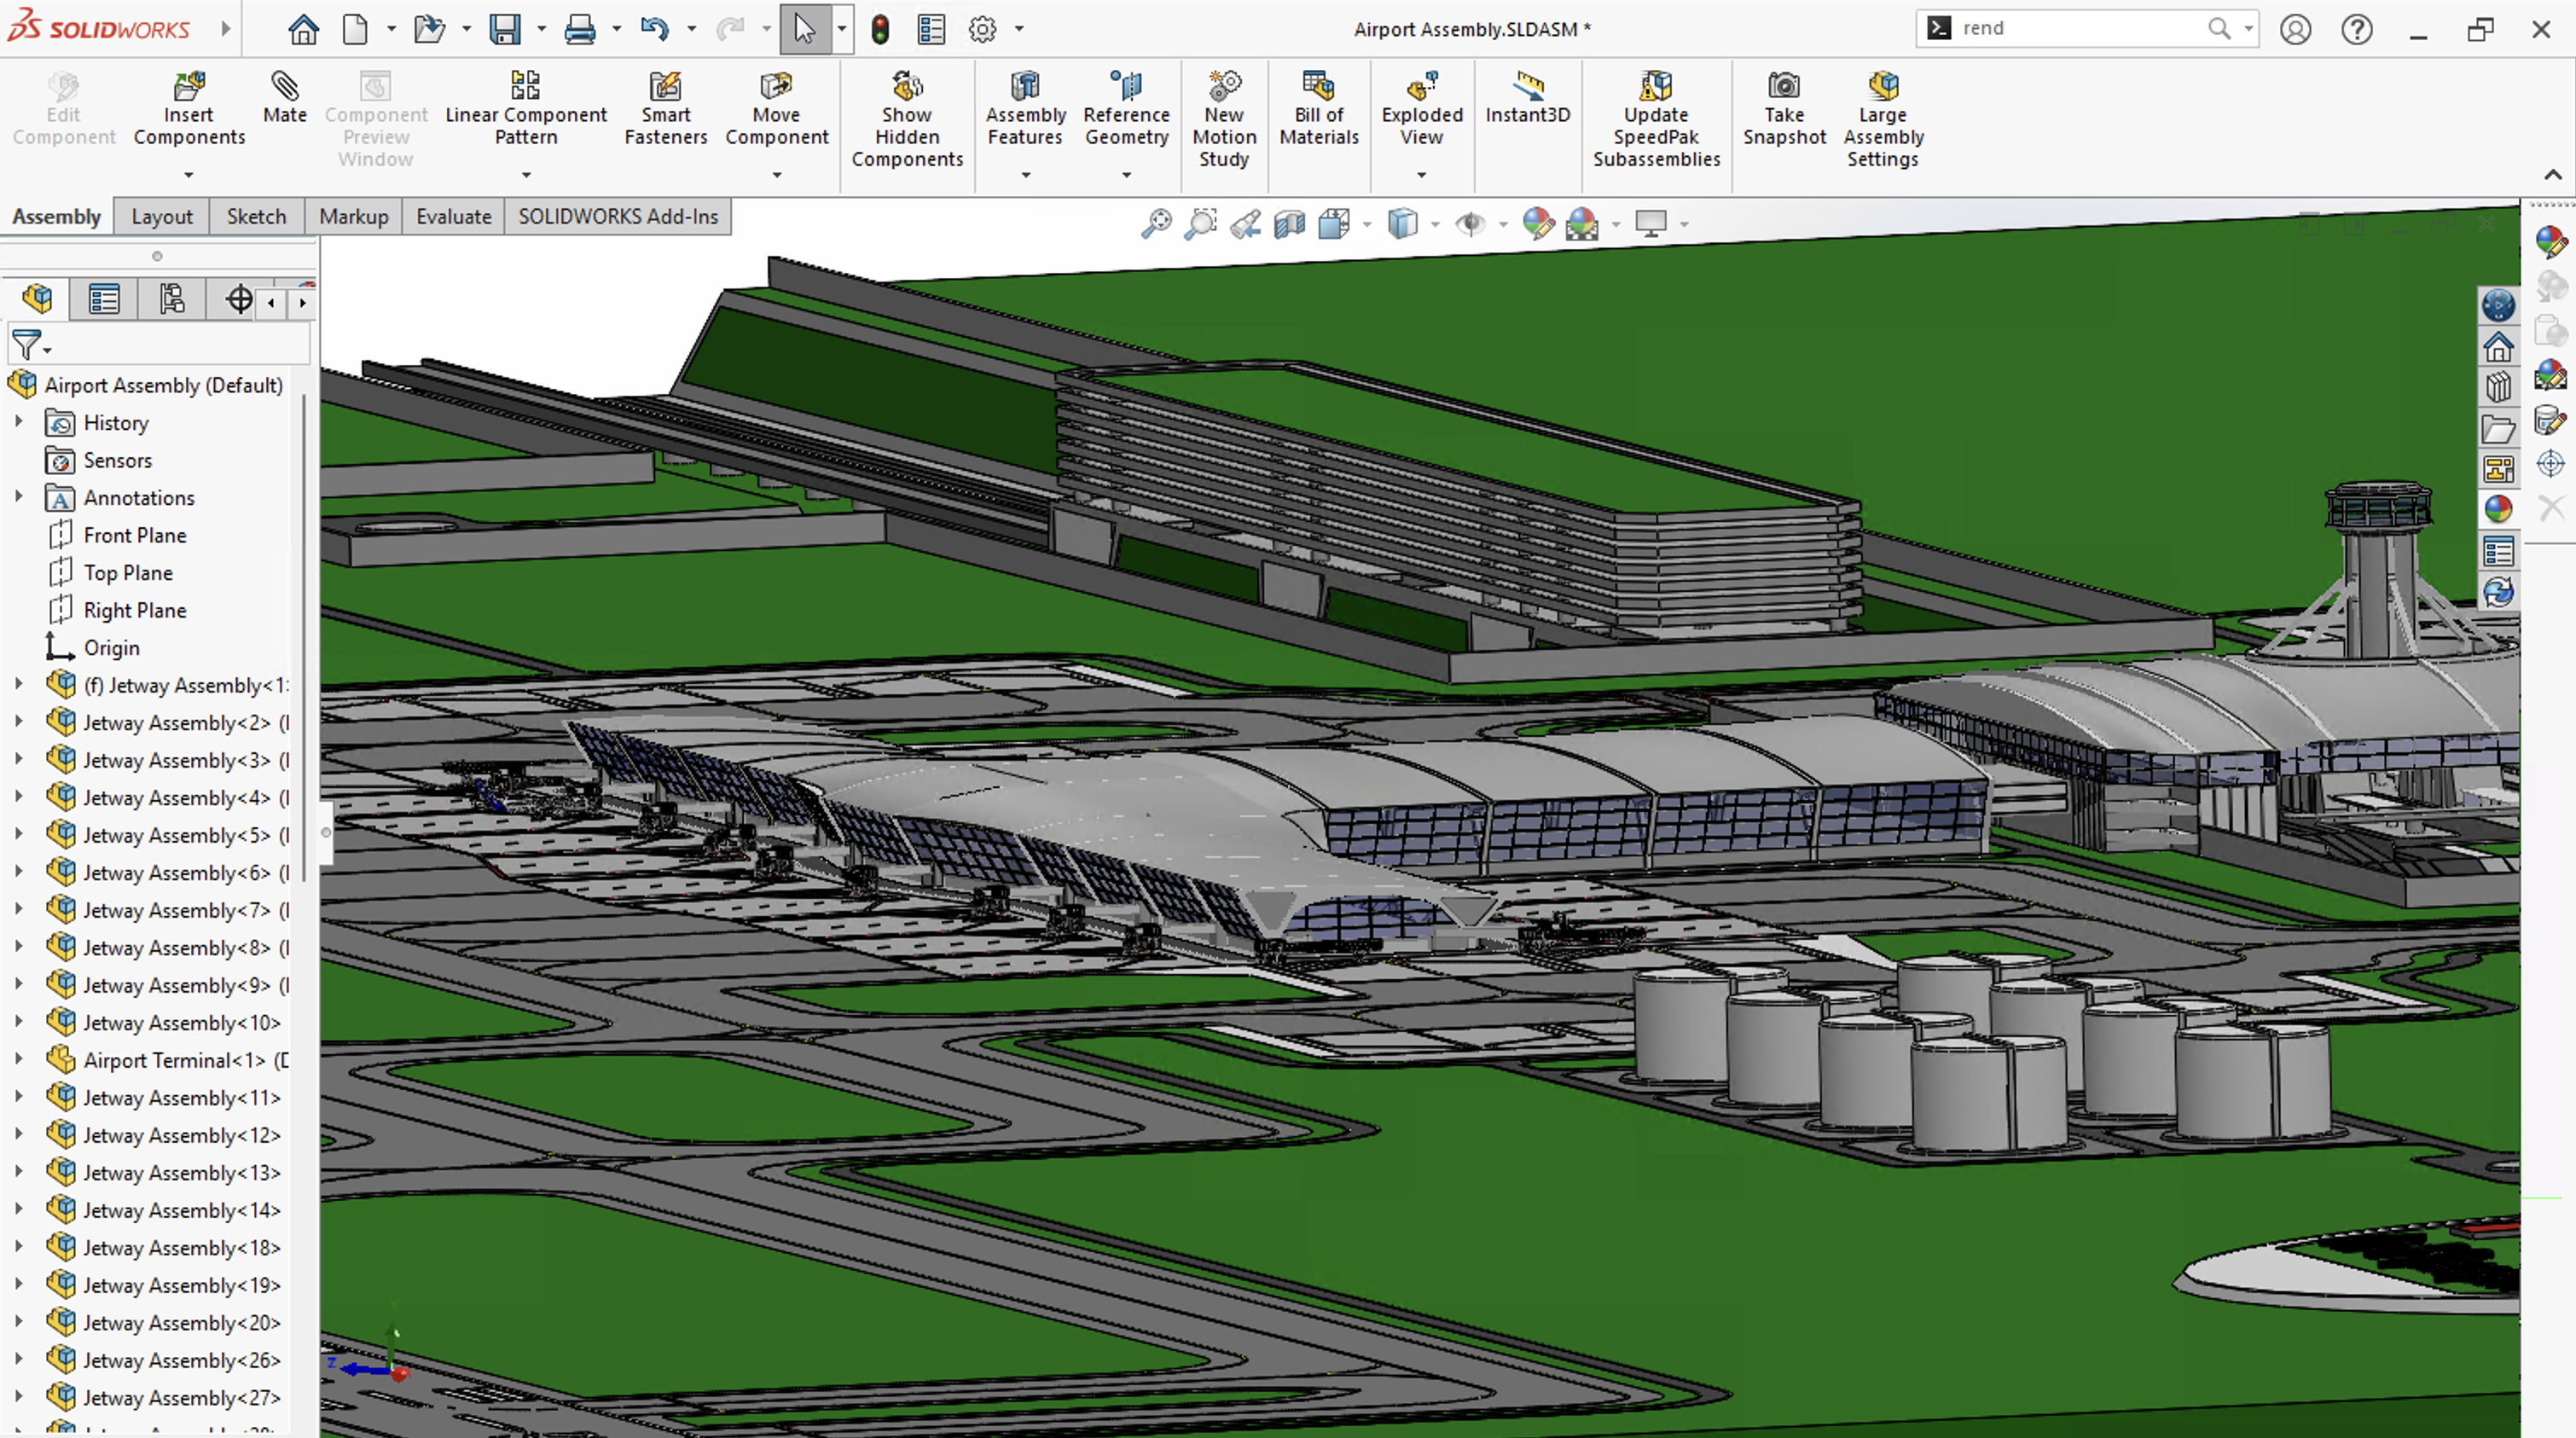 SOLIDWORKS
Airport Assembly.SLDASM *
rend
Edit Component
Insert Components
Mate
Component Preview Window
Linear Component Pattern
Smart Fasteners
Move Component
Show Hidden Components
Assembly Features
Reference Geometry
New Motion Study
Bill of Materials
Exploded View
Instant3D
Update SpeedPak Subassemblies
Take Snapshot
Large Assembly Settings
Assembly
Layout
Sketch
Markup
Evaluate
SOLIDWORKS Add-Ins
Airport Assembly (Default)
History
Sensors
Annotations
Front Plane
Top Plane
Right Plane
Origin
(f) Jetway Assembly<1>
Jetway Assembly<2> (
Jetway Assembly<3> (
Jetway Assembly<4> (
Jetway Assembly<5> (
Jetway Assembly<6> (
Jetway Assembly<7> (
Jetway Assembly<8> (
Jetway Assembly<9> (
Jetway Assembly<10>
Airport Terminal<1> (D
Jetway Assembly<11>
Jetway Assembly<12>
Jetway Assembly<13>
Jetway Assembly<14>
Jetway Assembly<18>
Jetway Assembly<19>
Jetway Assembly<20>
Jetway Assembly<26>
Jetway Assembly<27>
Z